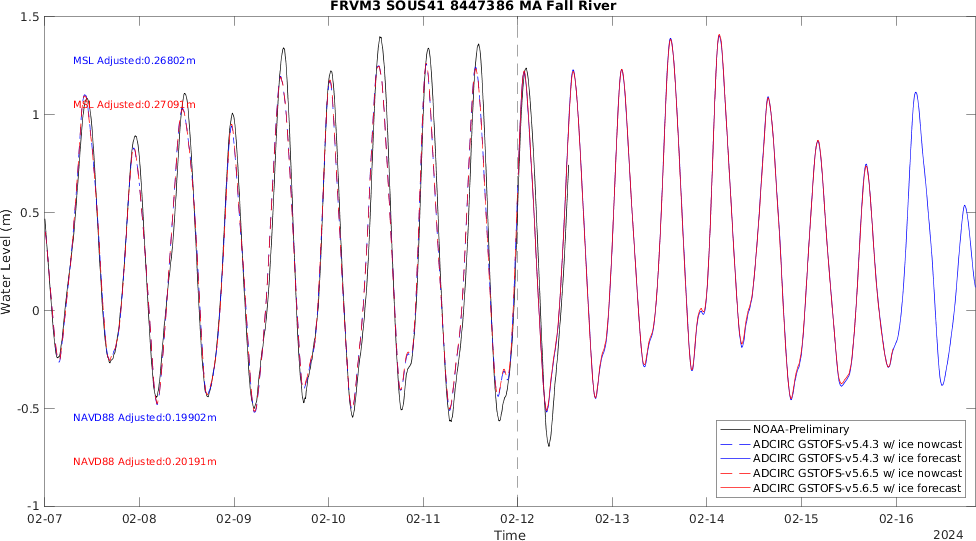 FRVM3 SOUS41 8447386 MA Fall River
1.5
1
0.5
0
-0.5
-1
Water Level (m)
MSL Adjusted:0.26802m
MSL Adjusted:0.27097m
NAVD88 Adjusted:0.19902m
NAVD88 Adjusted:0.20191m
NOAA-Preliminary
ADCIRC GSTOFS-v5.4.3 w/ ice nowcast
ADCIRC GSTOFS-v5.4.3 w/ ice forecast
ADCIRC GSTOFS-v5.6.5 w/ ice nowcast
ADCIRC GSTOFS-v5.6.5 w/ ice forecast
02-07 02-08 02-09 02-10 02-11 02-12 02-13 02-14 02-15 02-16
Time
2024